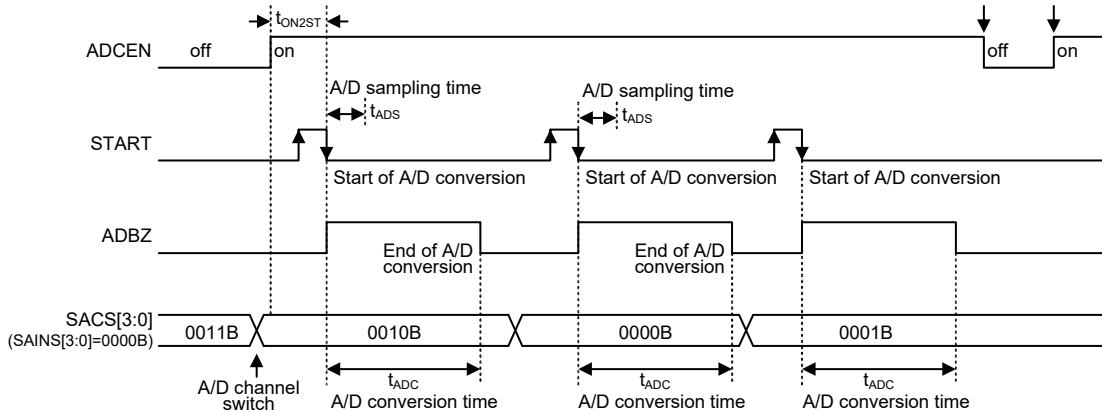 tON2ST
ADCEN off on off on
A/D sampling time A/D sampling time
tADS tADS
START
Start of A/D conversion Start of A/D conversion Start of A/D conversion
ADBZ
End of A/D conversion
End of A/D conversion
SACS[3:0]
(SAINS[3:0]=0000B)
0011B 0010B 0000B 0001B
A/D channel switch
tADC tADC tADC
A/D conversion time A/D conversion time A/D conversion time